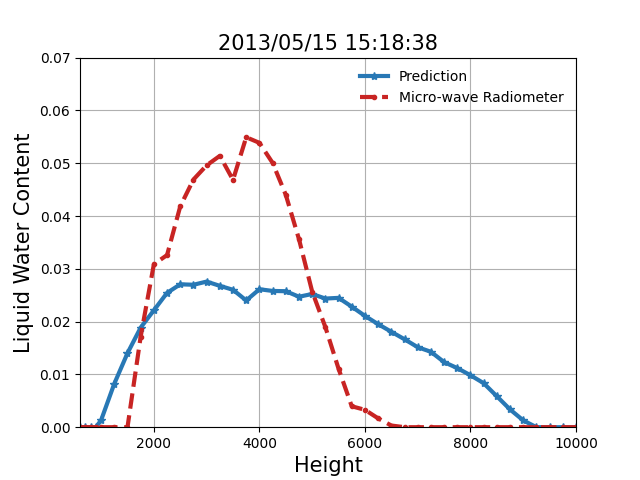 2013/05/15 15:18:38
0.07
0.06
0.05
0.04
0.03
0.02
0.01
0.00
Liquid Water Content
Prediction
Micro-wave Radiometer
2000 4000 6000 8000 10000
Height